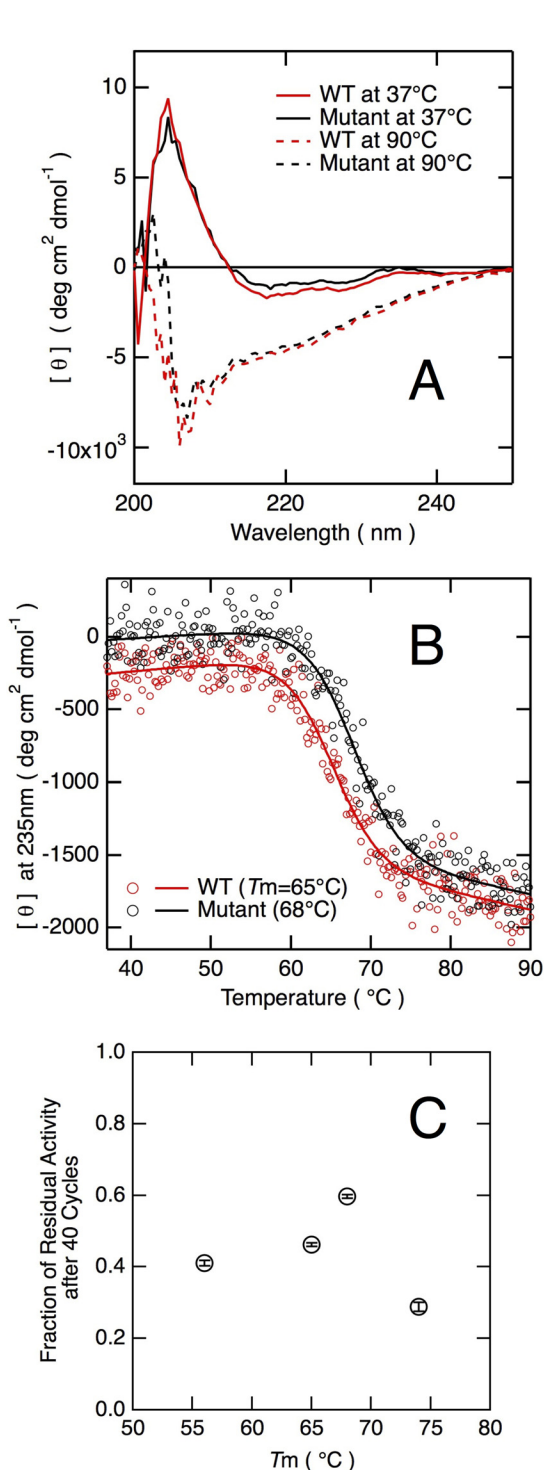 10
5
0
-5
-10x10³
[ θ ] ( deg cm² dmol⁻¹ )
WT at 37°C
Mutant at 37°C
WT at 90°C
Mutant at 90°C
A
200
220
240
Wavelength ( nm )
0
-500
-1000
-1500
-2000
[ θ ] at 235nm ( deg cm² dmol⁻¹ )
B
WT (Tm=65°C)
Mutant (68°C)
40
50
60
70
80
90
Temperature ( °C )
1.0
0.8
0.6
0.4
0.2
0.0
Fraction of Residual Activity
after 40 Cycles
C
50
55
60
65
70
75
80
Tm ( °C )